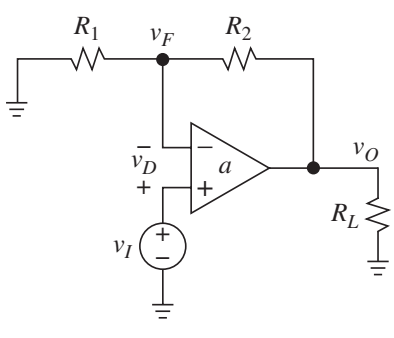 R1 vF R2
− vD +
− a +
vO
RL
vI + −